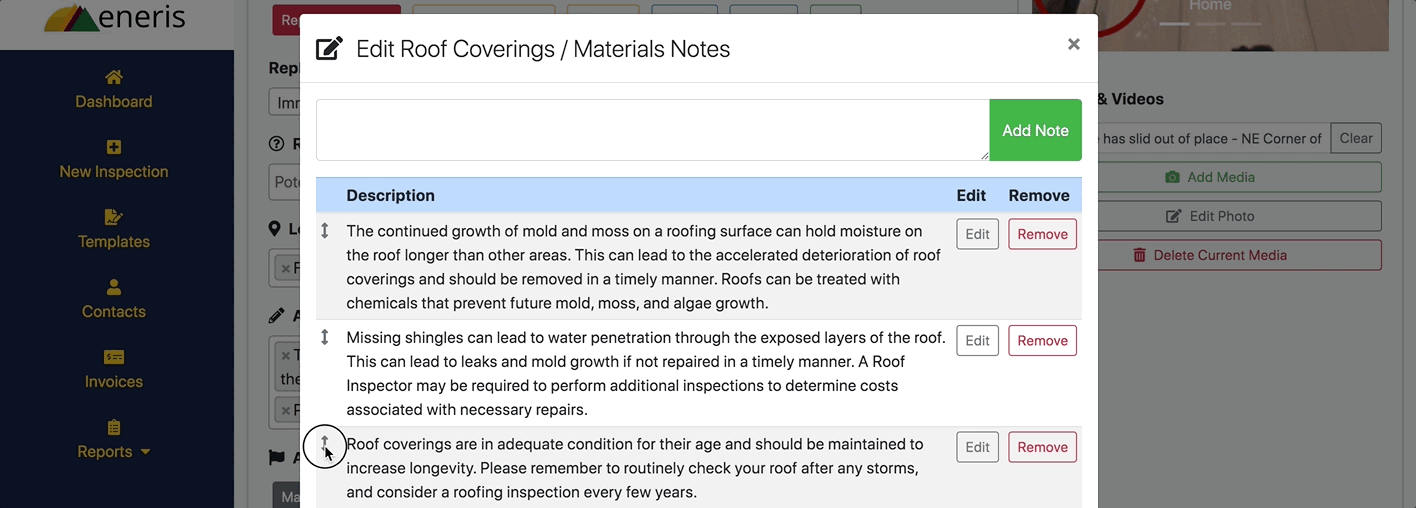 eneris
Dashboard
New Inspection
Templates
Contacts
Invoices
Reports
Edit Roof Coverings / Materials Notes
×
Add Note
Description Edit Remove
The continued growth of mold and moss on a roofing surface can hold moisture on
the roof longer than other areas. This can lead to the accelerated deterioration of roof
coverings and should be removed in a timely manner. Roofs can be treated with
chemicals that prevent future mold, moss, and algae growth.
Edit Remove
Missing shingles can lead to water penetration through the exposed layers of the roof.
This can lead to leaks and mold growth if not repaired in a timely manner. A Roof
Inspector may be required to perform additional inspections to determine costs
associated with necessary repairs.
Edit Remove
Roof coverings are in adequate condition for their age and should be maintained to
increase longevity. Please remember to routinely check your roof after any storms,
and consider a roofing inspection every few years.
Edit Remove
Home
& Videos
has slid out of place - NE Corner of Clear
Add Media
Edit Photo
Delete Current Media